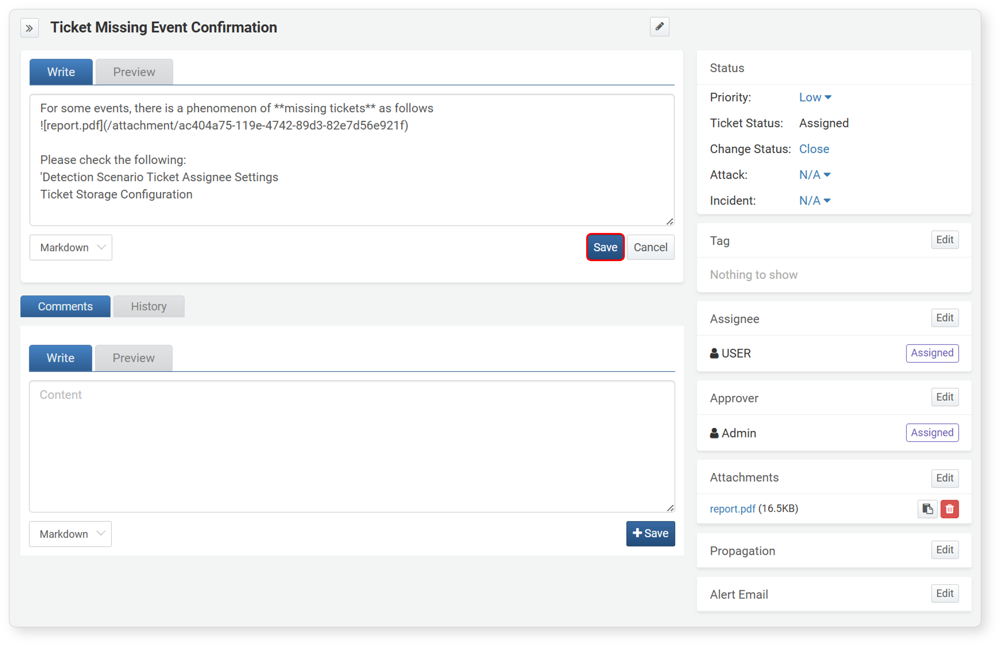 Ticket Missing Event Confirmation
Write
Preview
For some events, there is a phenomenon of **missing tickets** as follows
![report.pdf](/attachment/ac404a75-119e-4742-89d3-82e7d56e921f)
Please check the following:
'Detection Scenario Ticket Assignee Settings
Ticket Storage Configuration
Markdown
Save
Cancel
Comments
History
Write
Preview
Content
Markdown
Save
Status
Priority: Low
Ticket Status: Assigned
Change Status: Close
Attack: N/A
Incident: N/A
Tag
Edit
Nothing to show
Assignee
Edit
USER
Assigned
Approver
Edit
Admin
Assigned
Attachments
Edit
report.pdf (16.5KB)
Propagation
Edit
Alert Email
Edit